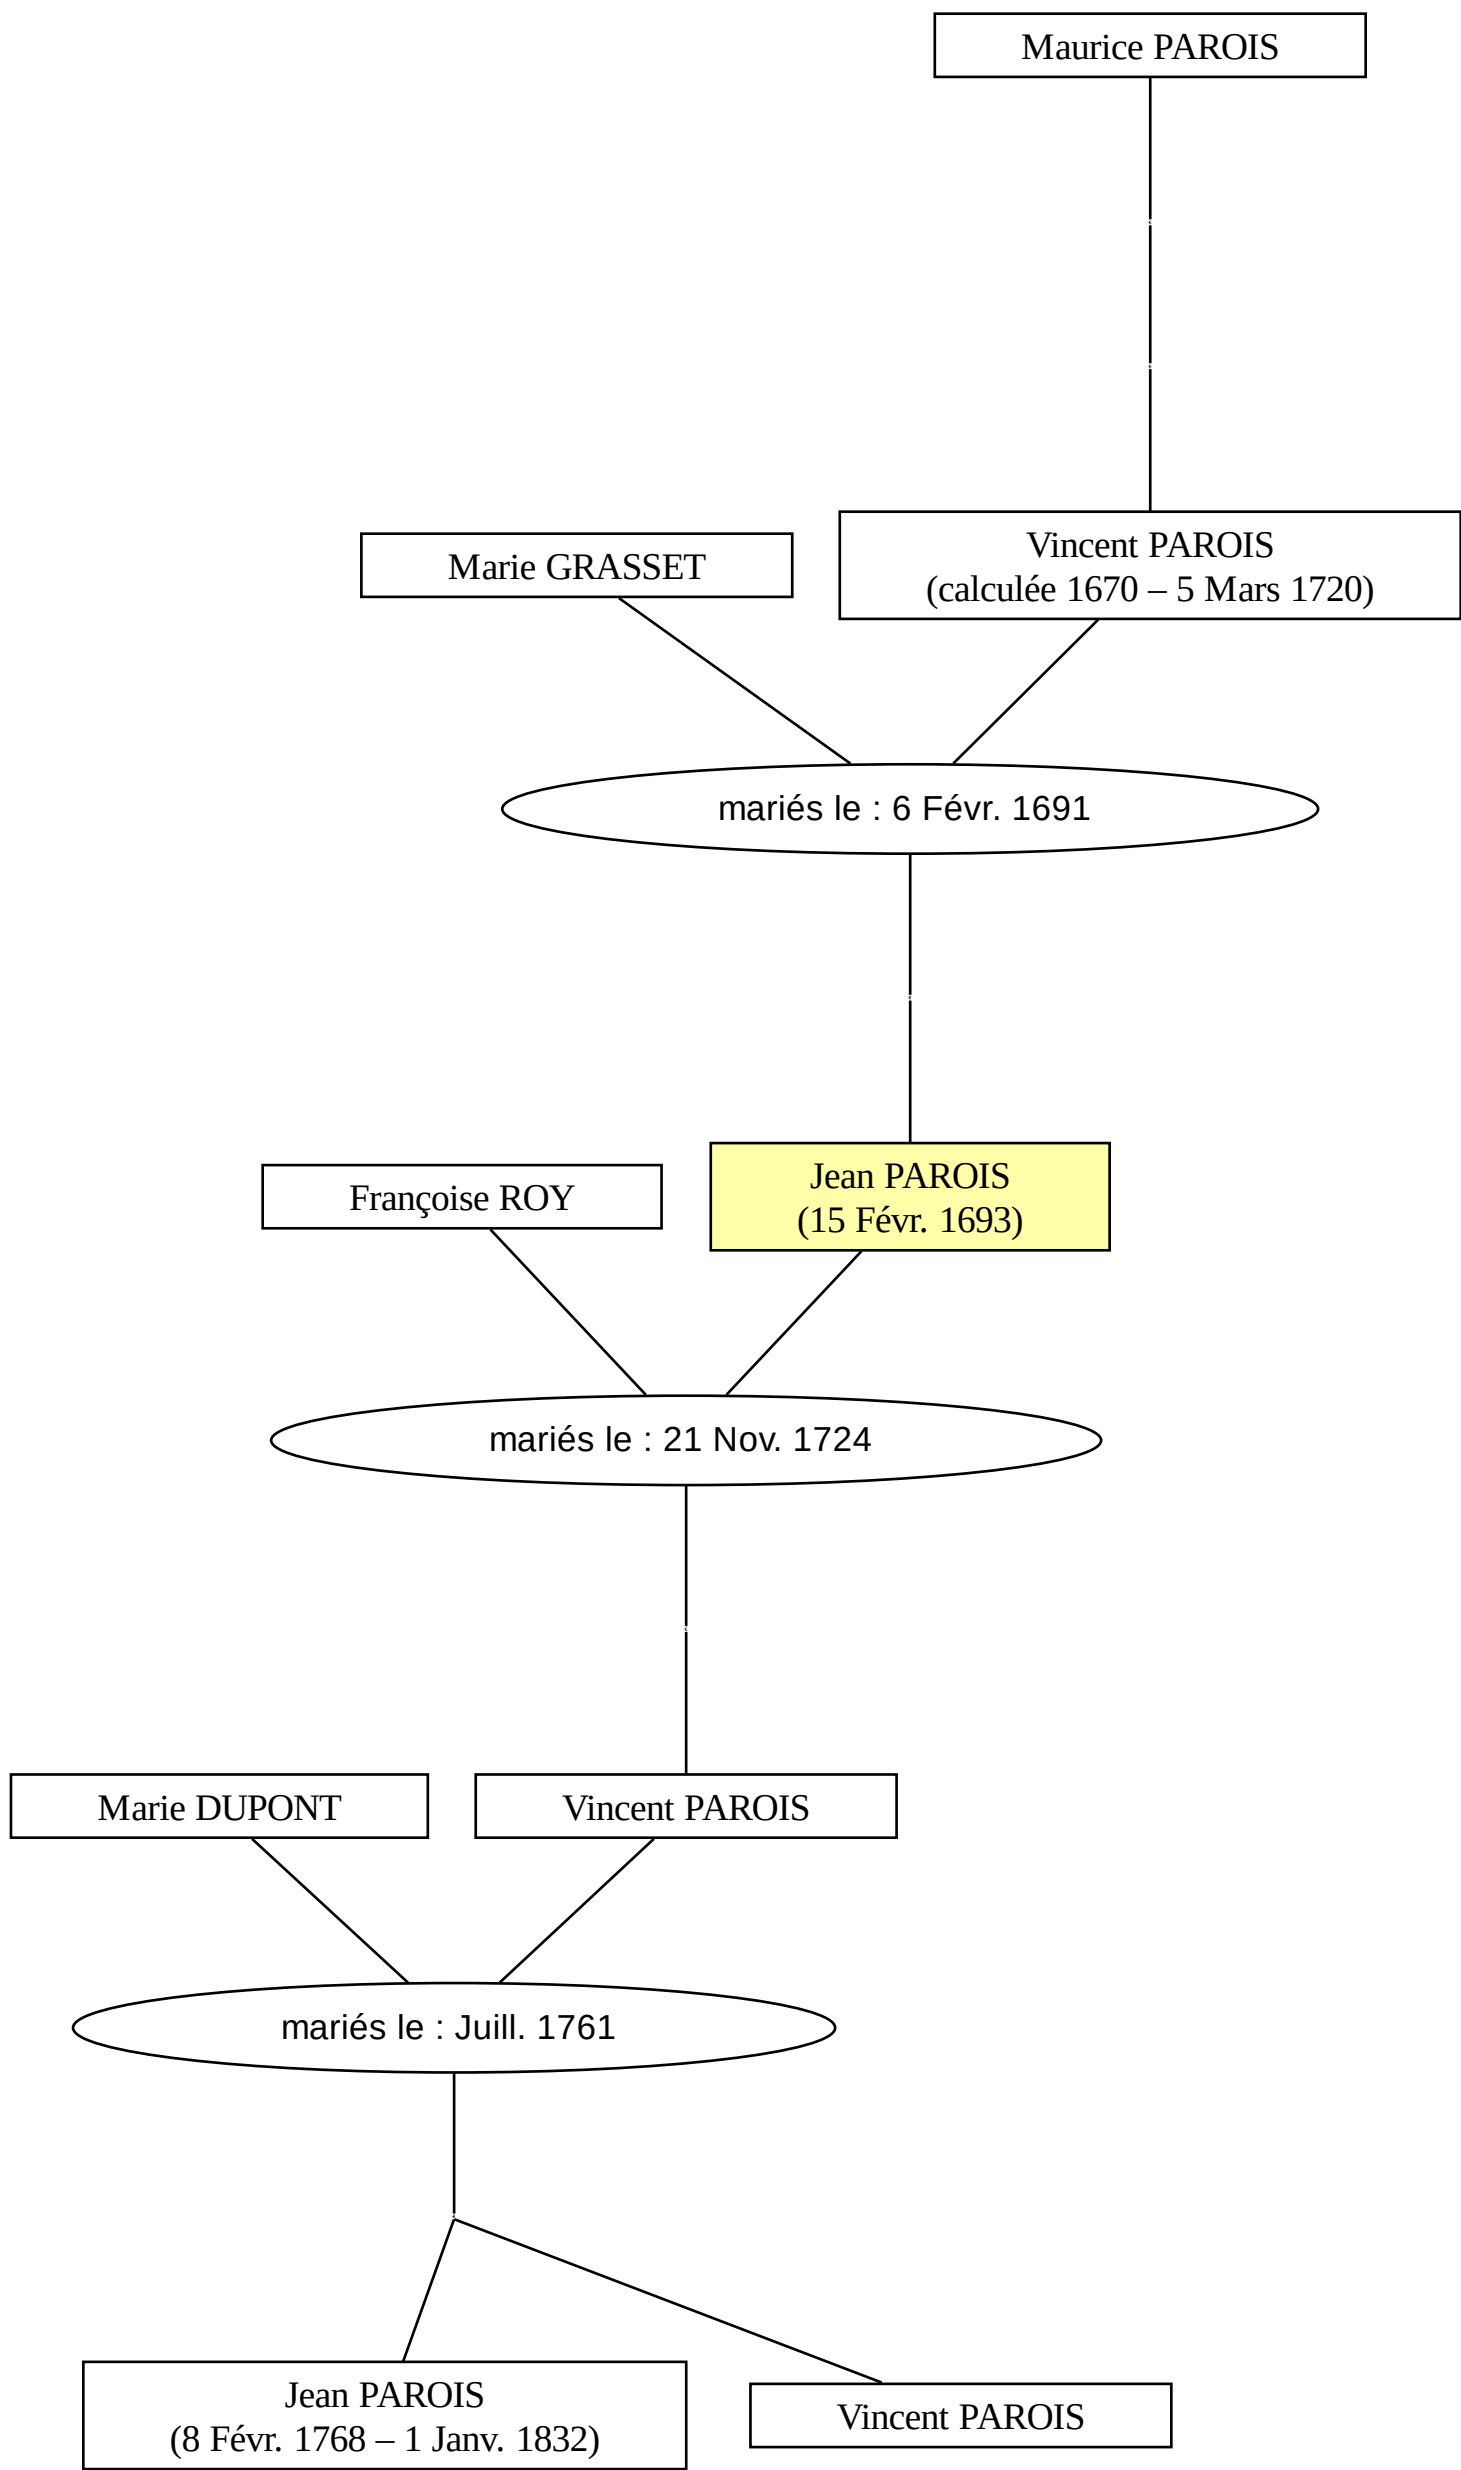 Maurice PAROIS
Marie GRASSET
Vincent PAROIS
(calculée 1670 – 5 Mars 1720)
mariés le : 6 Févr. 1691
Françoise ROY
Jean PAROIS
(15 Févr. 1693)
mariés le : 21 Nov. 1724
Marie DUPONT
Vincent PAROIS
mariés le : Juill. 1761
Jean PAROIS
(8 Févr. 1768 – 1 Janv. 1832)
Vincent PAROIS